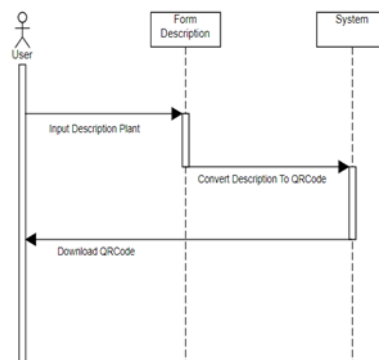 Form
Description
System
User
Input Description Plant
Convert Description To QRCode
Download QRCode